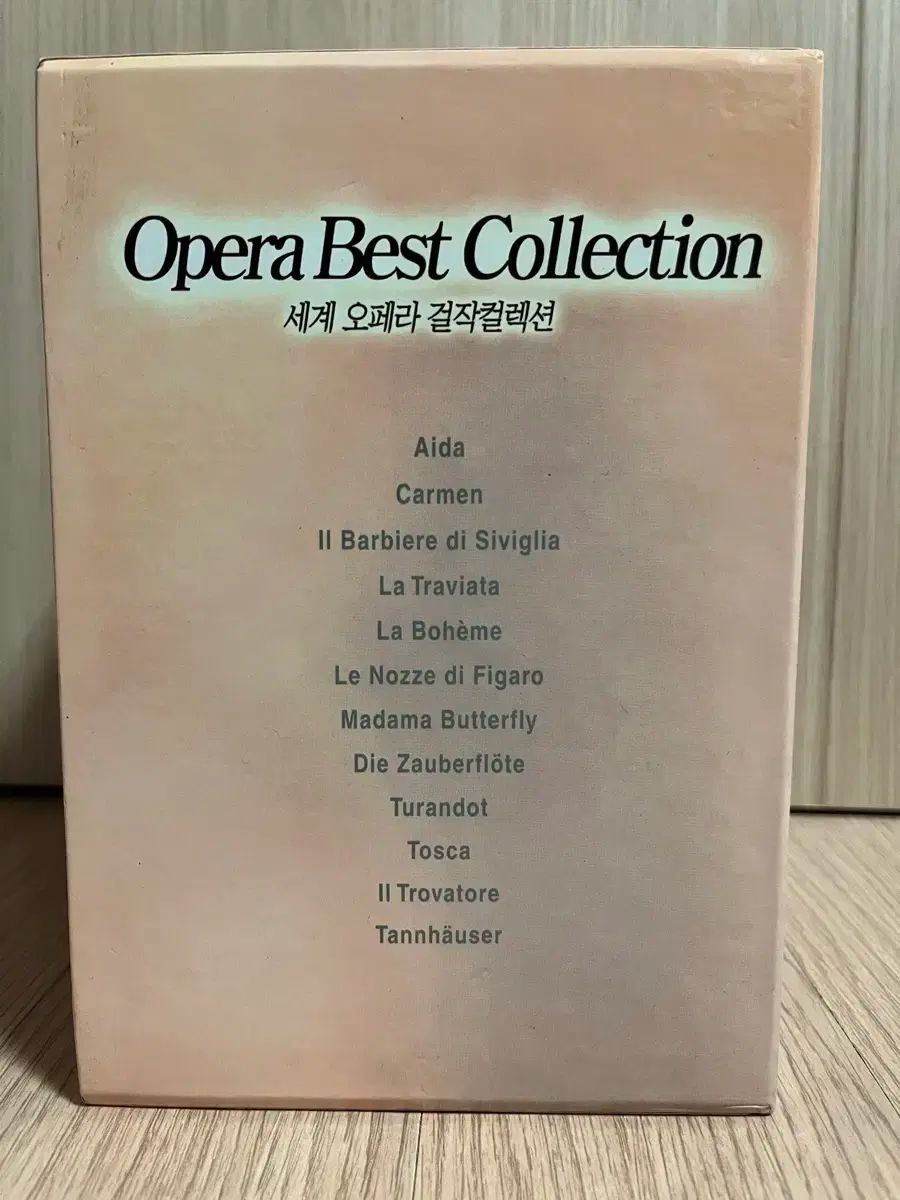 Opera Best Collection
세계 오페라 걸작컬렉션
Aida
Carmen
Il Barbiere di Siviglia
La Traviata
La Bohème
Le Nozze di Figaro
Madama Butterfly
Die Zauberflöte
Turandot
Tosca
Il Trovatore
Tannhäuser